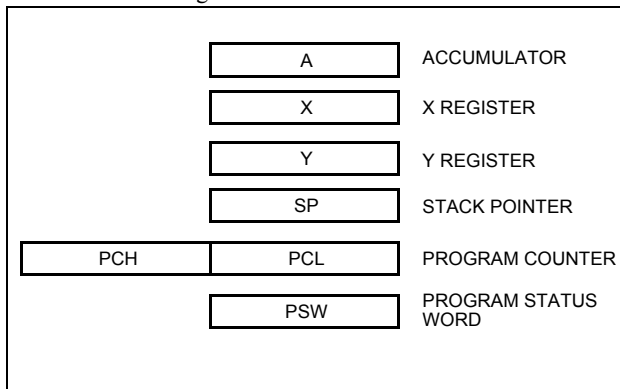 A ACCUMULATOR
X X REGISTER
Y Y REGISTER
SP STACK POINTER
PCH PCL PROGRAM COUNTER
PSW PROGRAM STATUS
WORD